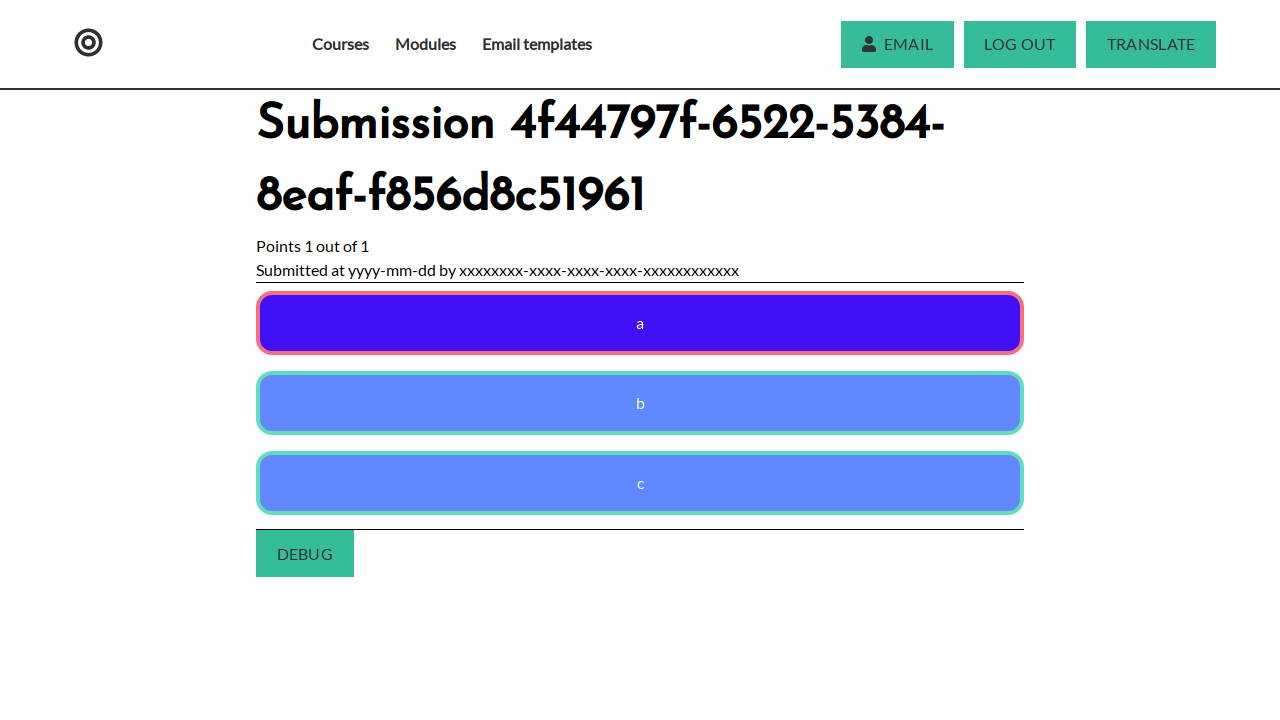 Courses Modules Email templates EMAIL LOG OUT TRANSLATE
Submission 4f44797f-6522-5384-
8eaf-f856d8c51961
Points 1 out of 1
Submitted at yyyy-mm-dd by xxxxxxxx-xxxx-xxxx-xxxx-xxxxxxxxxxxx
a
b
c
DEBUG